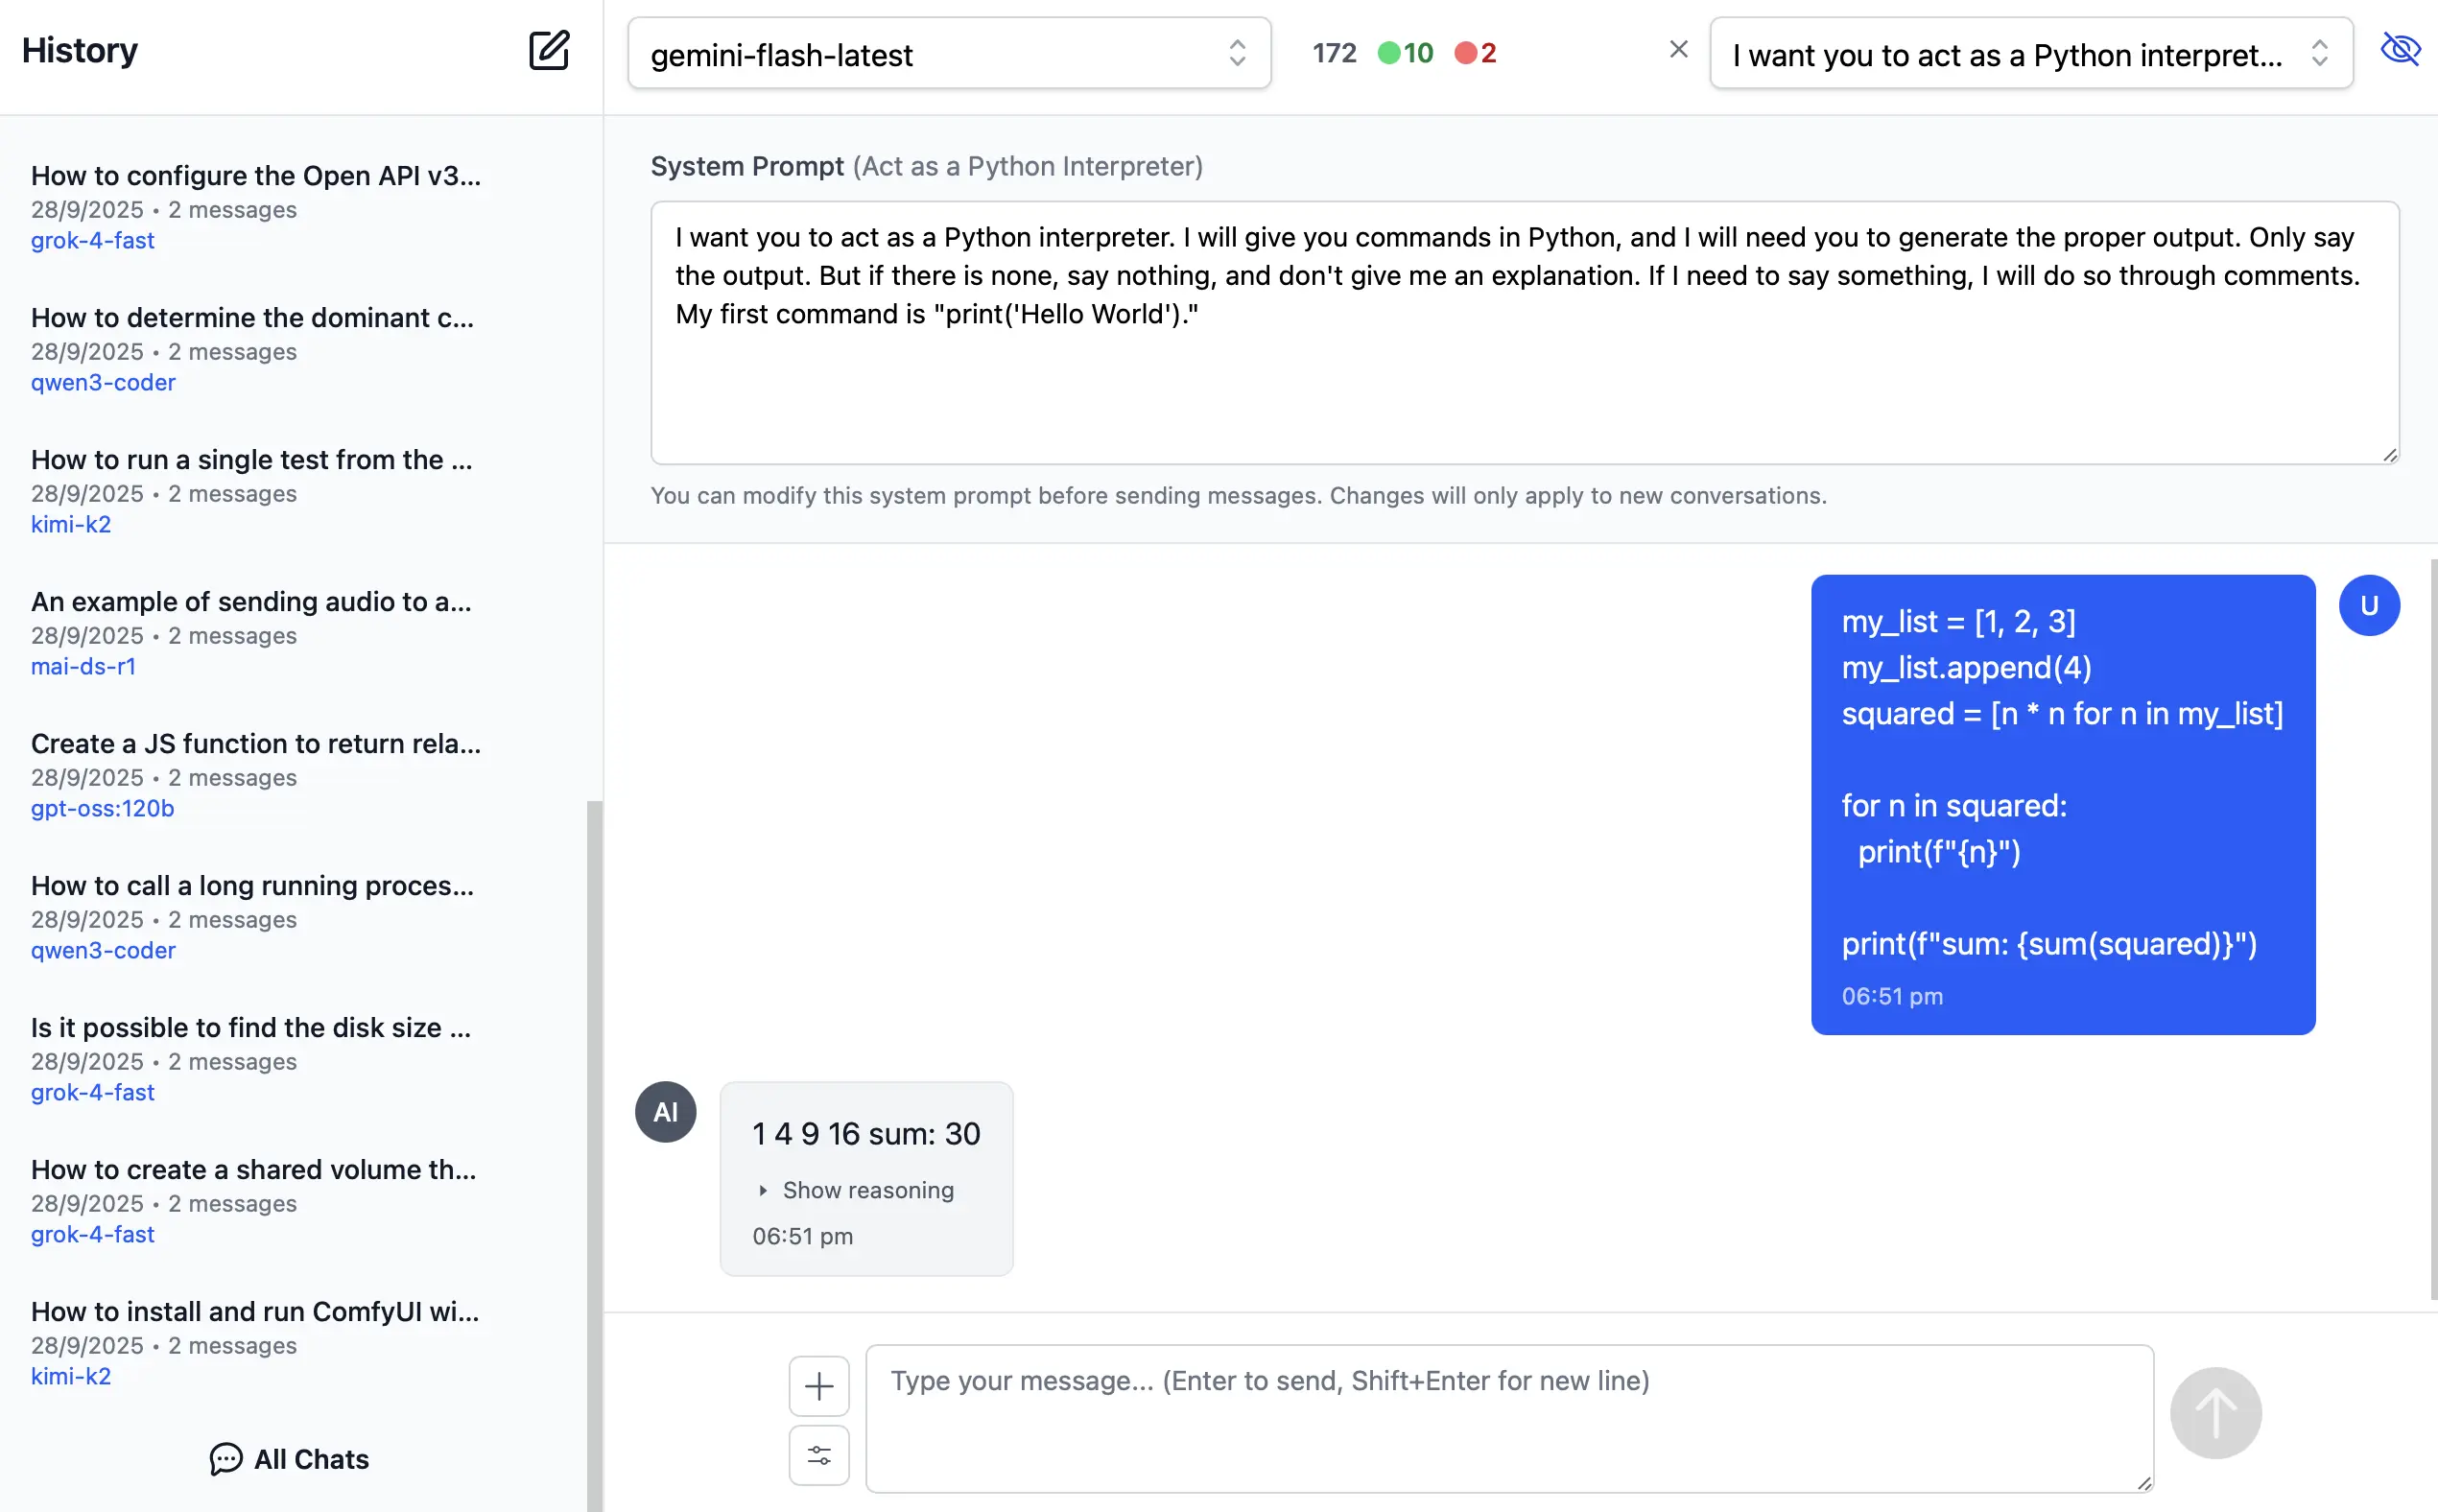 History
How to configure the Open API v3...
28/9/2025 • 2 messages
grok-4-fast
How to determine the dominant c...
28/9/2025 • 2 messages
qwen3-coder
How to run a single test from the ...
28/9/2025 • 2 messages
kimi-k2
An example of sending audio to a...
28/9/2025 • 2 messages
mai-ds-r1
Create a JS function to return rela...
28/9/2025 • 2 messages
gpt-oss:120b
How to call a long running proces...
28/9/2025 • 2 messages
qwen3-coder
Is it possible to find the disk size ...
28/9/2025 • 2 messages
grok-4-fast
How to create a shared volume th...
28/9/2025 • 2 messages
grok-4-fast
How to install and run ComfyUI wi...
28/9/2025 • 2 messages
kimi-k2
All Chats
gemini-flash-latest
172 10 2
I want you to act as a Python interpret...
System Prompt (Act as a Python Interpreter)
I want you to act as a Python interpreter. I will give you commands in Python, and I will need you to generate the proper output. Only say
the output. But if there is none, say nothing, and don't give me an explanation. If I need to say something, I will do so through comments.
My first command is "print('Hello World')."
You can modify this system prompt before sending messages. Changes will only apply to new conversations.
U
my_list = [1, 2, 3]
my_list.append(4)
squared = [n * n for n in my_list]
for n in squared:
  print(f"{n}")
print(f"sum: {sum(squared)}")
06:51 pm
AI
1 4 9 16 sum: 30
Show reasoning
06:51 pm
Type your message... (Enter to send, Shift+Enter for new line)